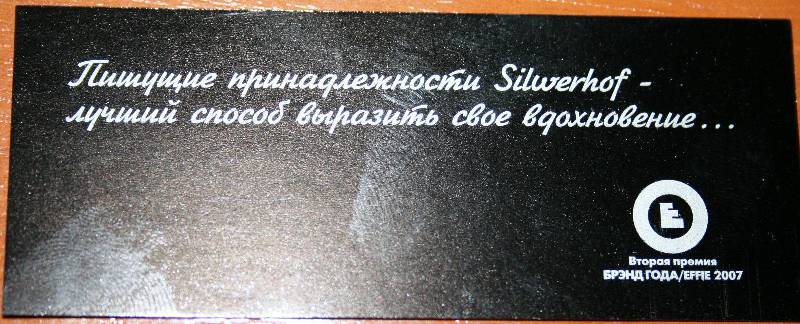 Пишущие принадлежности Silwerhof -
лучший способ выразить свое вдохновение...
Вторая премия
БРЭНД ГОДА/EFFIE 2007